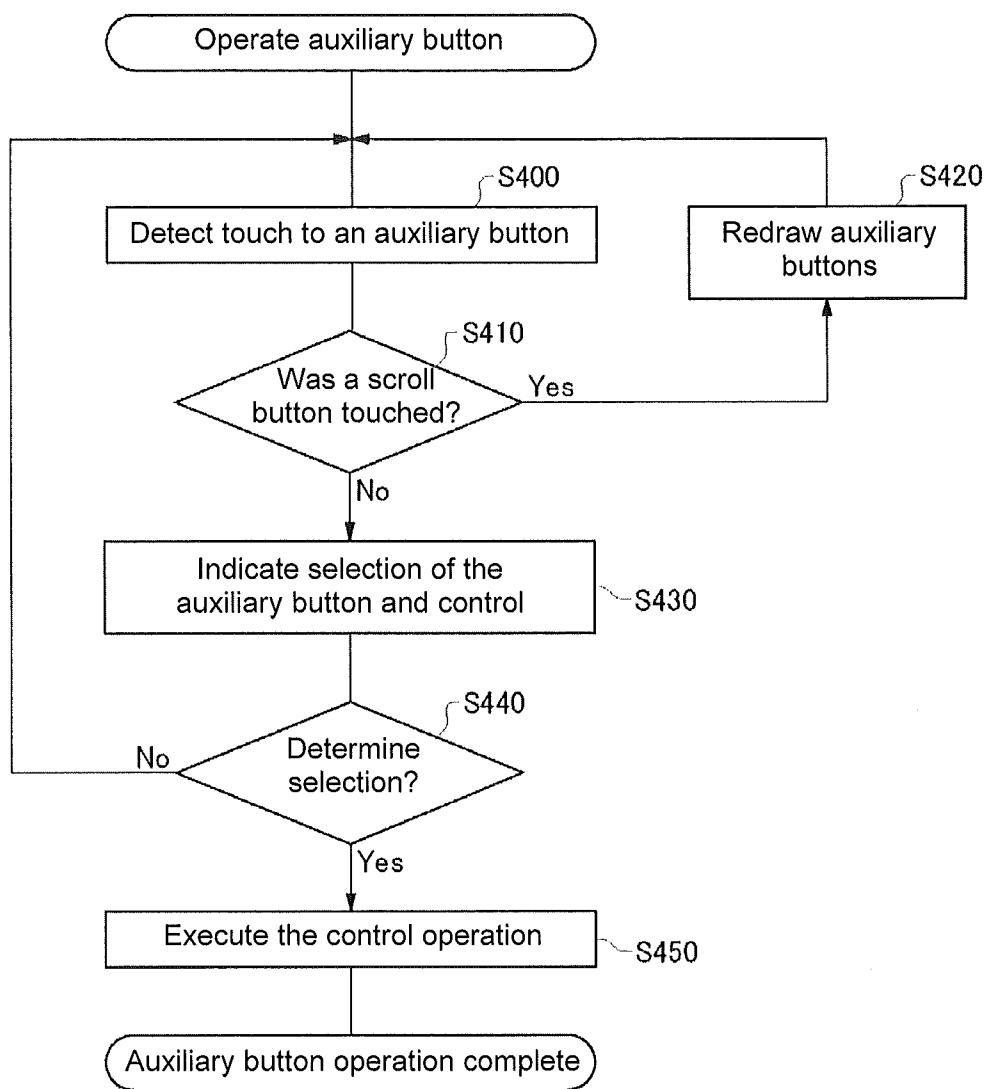 Operate auxiliary button
S400
Detect touch to an auxiliary button
S420
Redraw auxiliary
buttons
S410
Was a scroll
button touched?
Yes
No
Indicate selection of the
auxiliary button and control
S430
S440
Determine
selection?
No
Yes
Execute the control operation
S450
Auxiliary button operation complete